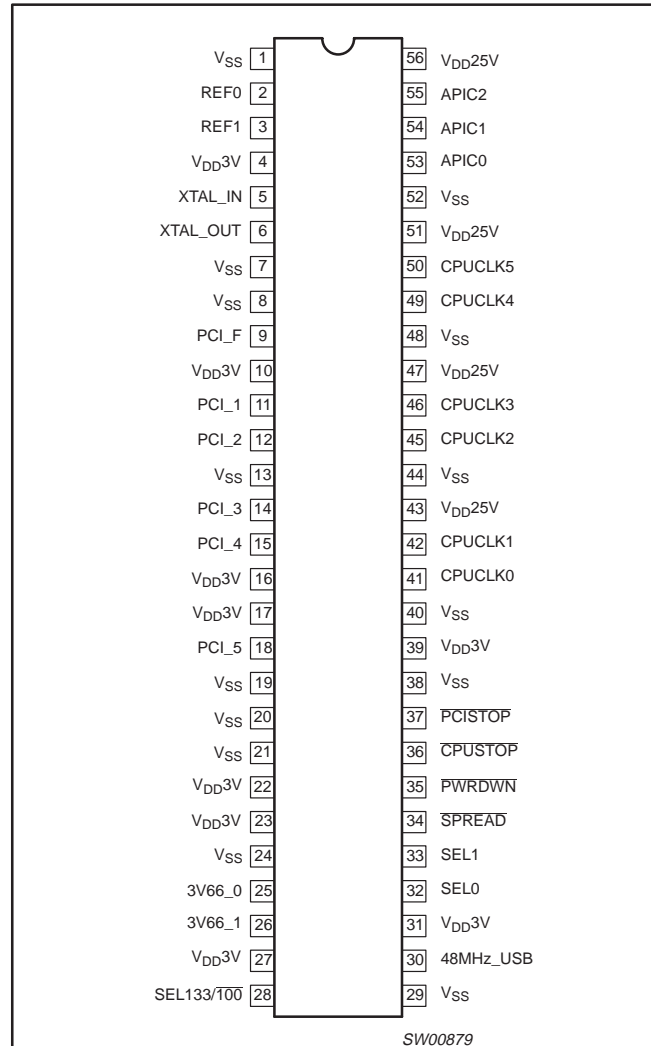 VSS 1 56 VDD25V
REF0 2 55 APIC2
REF1 3 54 APIC1
VDD3V 4 53 APIC0
XTAL_IN 5 52 VSS
XTAL_OUT 6 51 VDD25V
VSS 7 50 CPUCLK5
VSS 8 49 CPUCLK4
PCI_F 9 48 VSS
VDD3V 10 47 VDD25V
PCI_1 11 46 CPUCLK3
PCI_2 12 45 CPUCLK2
VSS 13 44 VSS
PCI_3 14 43 VDD25V
PCI_4 15 42 CPUCLK1
VDD3V 16 41 CPUCLK0
VDD3V 17 40 VSS
PCI_5 18 39 VDD3V
VSS 19 38 VSS
VSS 20 37 PCISTOP
VSS 21 36 CPUSTOP
VDD3V 22 35 PWRDWN
VDD3V 23 34 SPREAD
VSS 24 33 SEL1
3V66_0 25 32 SEL0
3V66_1 26 31 VDD3V
VDD3V 27 30 48MHz_USB
SEL133/100 28 29 VSS
SW00879